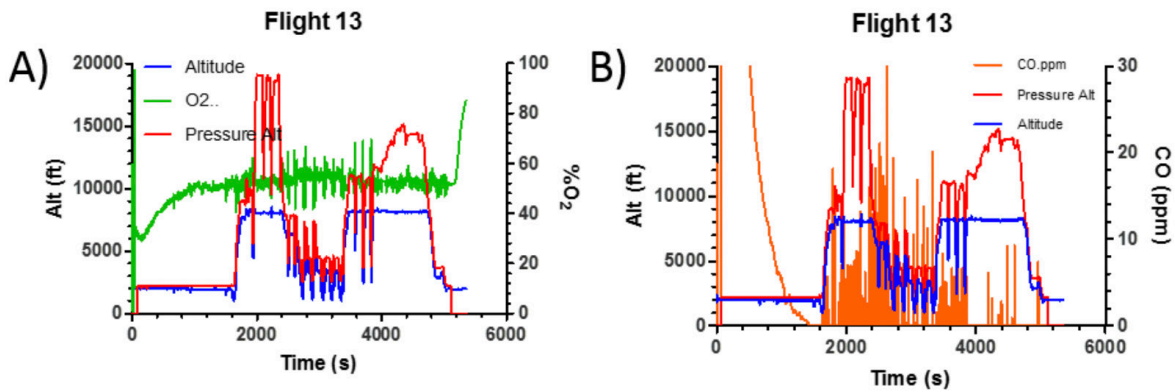 Flight 13
A)
20000
15000
10000
5000
0
Alt (ft)
Altitude
O2..
Pressure Alt
100
80
60
40
20
0
%O2
0
2000
4000
6000
Time (s)
Flight 13
B)
20000
15000
10000
5000
0
Alt (ft)
CO.ppm
Pressure Alt
Altitude
30
20
10
0
CO (ppm)
0
2000
4000
6000
Time (s)